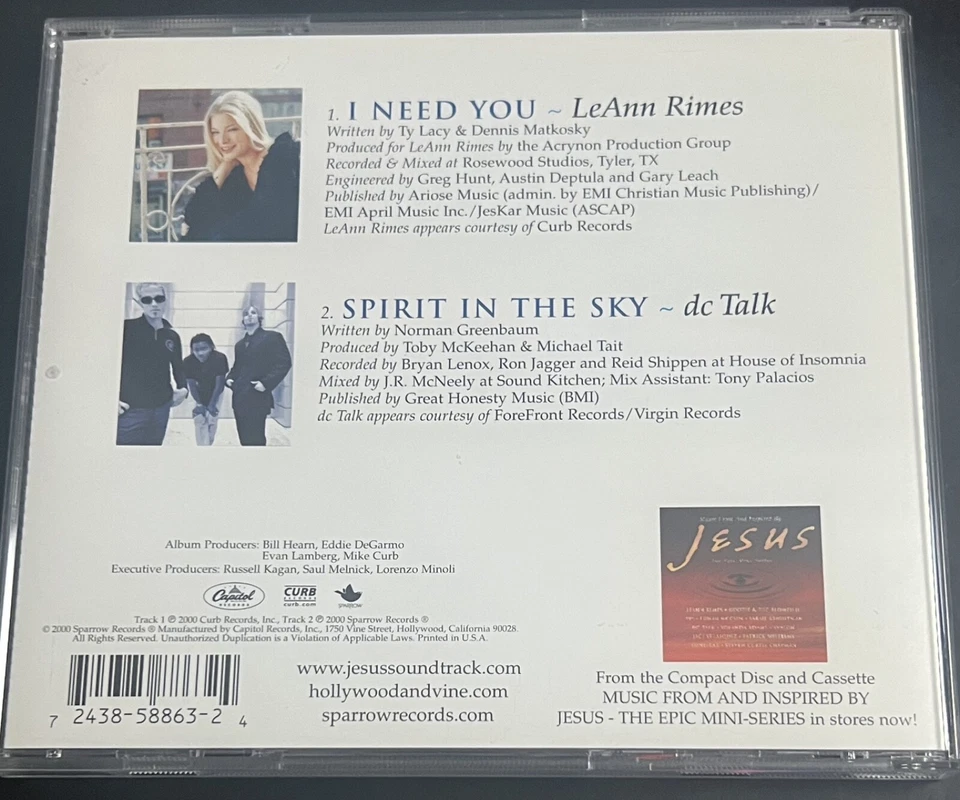 1. I NEED YOU ~ LeAnn Rimes
Written by Ty Lacy & Dennis Matkosky
Produced for LeAnn Rimes by the Acrynon Production Group
Recorded & Mixed at Rosewood Studios, Tyler, TX
Engineered by Greg Hunt, Austin Deptula and Gary Leach
Published by Ariose Music (admin. by EMI Christian Music Publishing)/
EMI April Music Inc./JesKar Music (ASCAP)
LeAnn Rimes appears courtesy of Curb Records
2. SPIRIT IN THE SKY ~ dc Talk
Written by Norman Greenbaum
Produced by Toby McKeehan & Michael Tait
Recorded by Bryan Lenox, Ron Jagger and Reid Shippen at House of Insomnia
Mixed by J.R. McNeely at Sound Kitchen; Mix Assistant: Tony Palacios
Published by Great Honesty Music (BMI)
dc Talk appears courtesy of ForeFront Records/Virgin Records
Album Producers: Bill Hearn, Eddie DeGarmo
Evan Lamberg, Mike Curb
Executive Producers: Russell Kagan, Saul Melnick, Lorenzo Minoli
Capitol RECORDS
CURB RECORDS curb.com
SPARROW
Track 1 ℗ 2000 Curb Records, Inc., Track 2 ℗ 2000 Sparrow Records ®
© 2000 Sparrow Records ® Manufactured by Capitol Records, Inc., 1750 Vine Street, Hollywood, California 90028.
All Rights Reserved. Unauthorized Duplication is a Violation of Applicable Laws. Printed in U.S.A.
7 2438-58863-2 4
www.jesussoundtrack.com
hollywoodandvine.com
sparrowrecords.com
JESUS
From the Compact Disc and Cassette
MUSIC FROM AND INSPIRED BY
JESUS - THE EPIC MINI-SERIES in stores now!